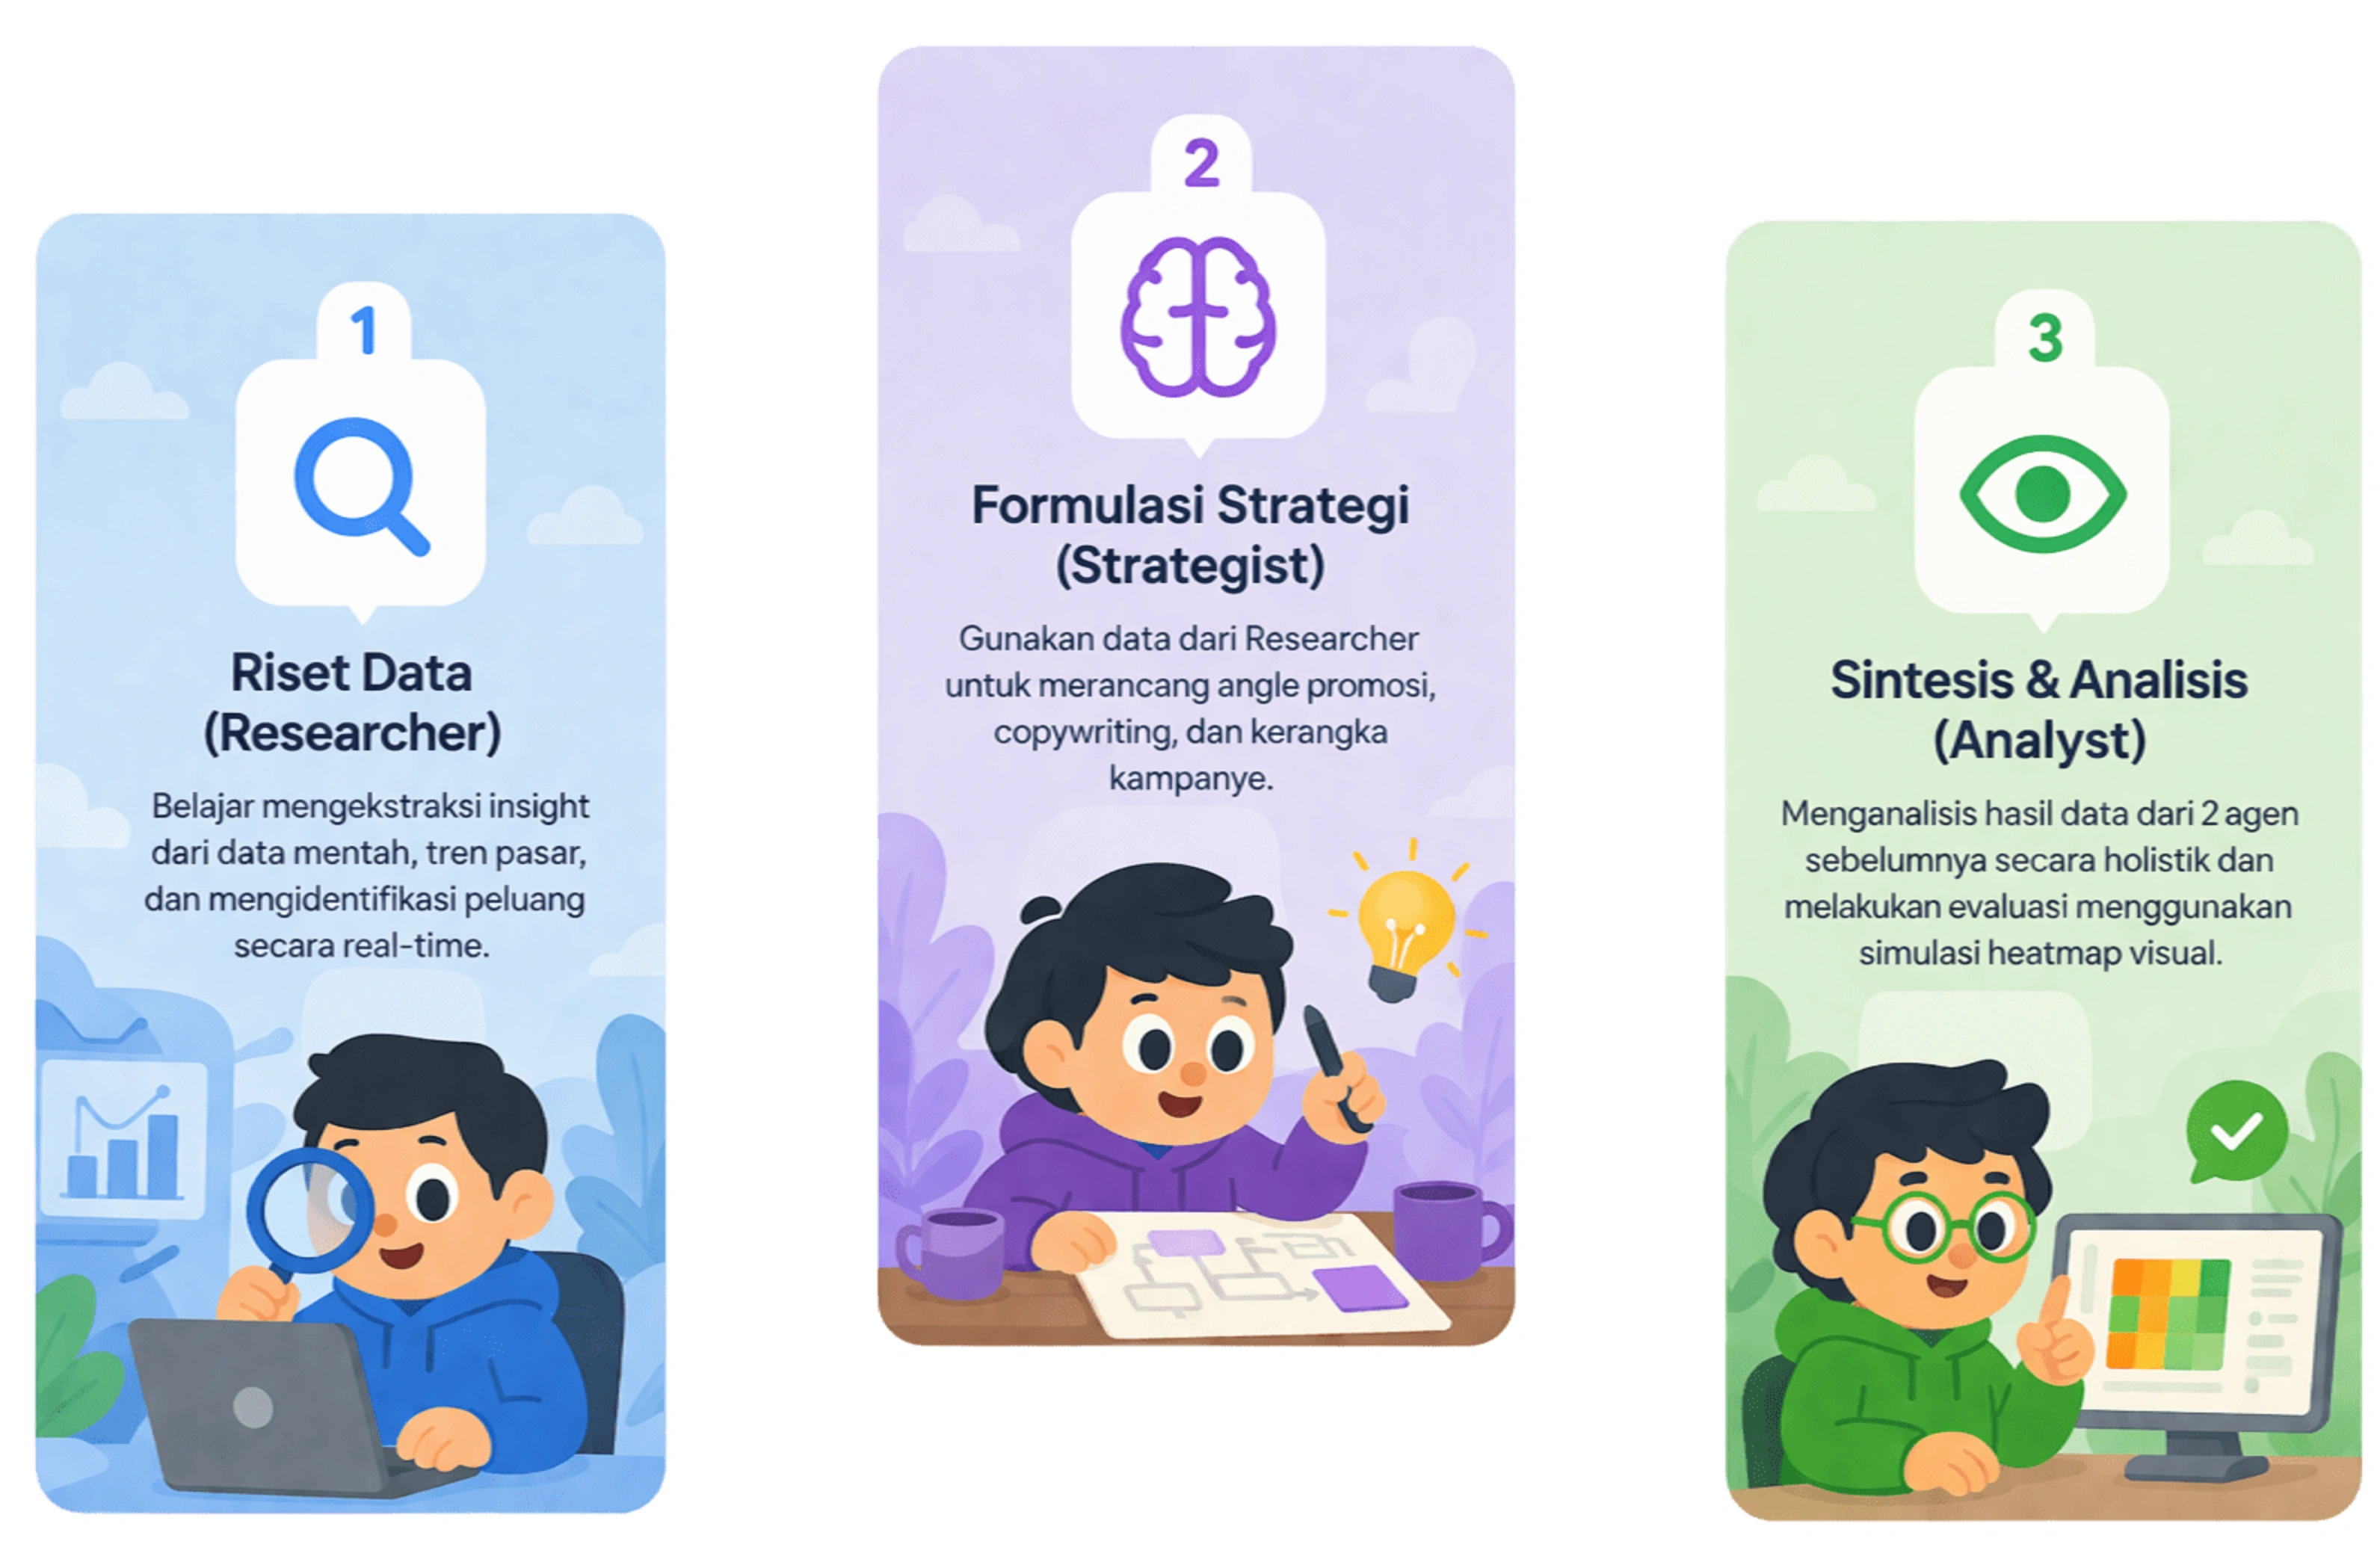 1
Riset Data
(Researcher)
Belajar mengekstraksi insight
dari data mentah, tren pasar,
dan mengidentifikasi peluang
secara real-time.
2
Formulasi Strategi
(Strategist)
Gunakan data dari Researcher
untuk merancang angle promosi,
copywriting, dan kerangka
kampanye.
3
Sintesis & Analisis
(Analyst)
Menganalisis hasil data dari 2 agen
sebelumnya secara holistik dan
melakukan evaluasi menggunakan
simulasi heatmap visual.